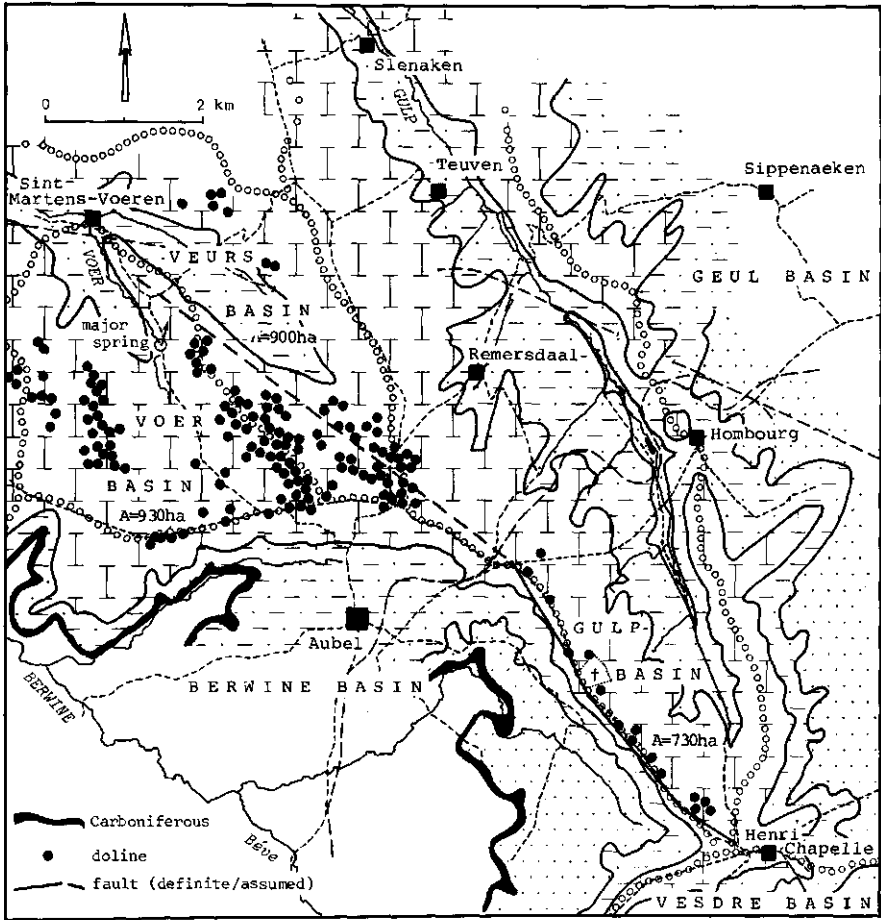 Slenaken
GULP
0 2 km
Teuven
Sippenaeken
Sint-
Martens-Voeren
VEURS
VOER
GEUL BASIN
BASIN
=900ha
major
spring
Remersdaal-
VOER
Hombourg
BASIN
A=930ha
GULP
Aubel
BASIN
BERWINE BASIN
BERWINE
A=730ha
Carboniferous
Henri-
doline
Chapelle
Bève
fault (definite/assumed)
VESDRE BASIN